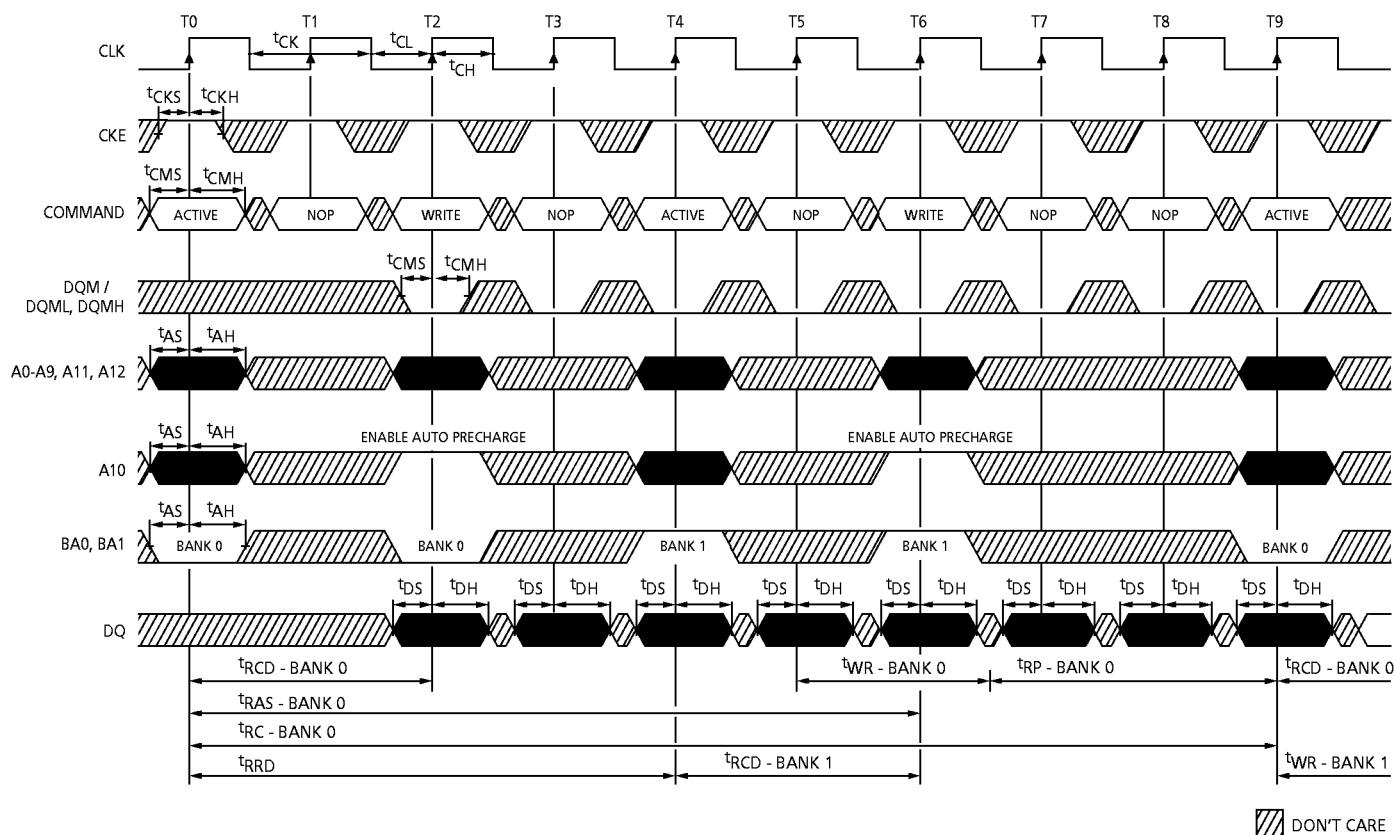 T0 T1 T2 T3 T4 T5 T6 T7 T8 T9
CLK
tCK tCL
tCH
tCKS tCKH
CKE
tCMS tCMH
COMMAND ACTIVE NOP WRITE NOP ACTIVE NOP WRITE NOP NOP ACTIVE
tCMS tCMH
DQM /
DQML, DQMH
tAS tAH
A0-A9, A11, A12
tAS tAH ENABLE AUTO PRECHARGE ENABLE AUTO PRECHARGE
A10
tAS tAH
BA0, BA1 BANK 0 BANK 0 BANK 1 BANK 1 BANK 0
tDS tDH tDS tDH tDS tDH tDS tDH tDS tDH tDS tDH tDS tDH tDS tDH
DQ
tRCD - BANK 0 tWR - BANK 0 tRP - BANK 0 tRCD - BANK 0
tRAS - BANK 0
tRC - BANK 0
tRRD tRCD - BANK 1 tWR - BANK 1
DON'T CARE